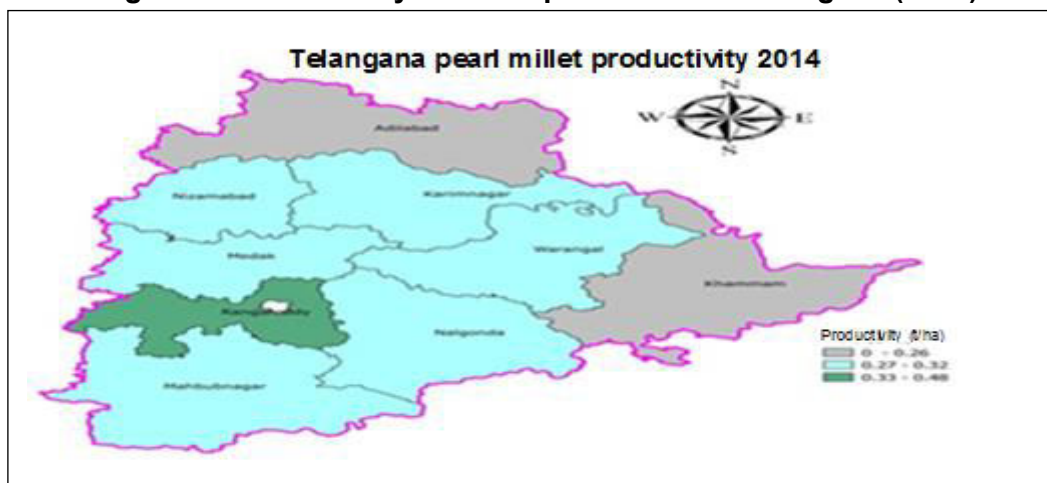 Telangana pearl millet productivity 2014
N
W E
S
Adilabad
Nizamabad
Karimnagar
Warangal
Medak
Khammam
Rangareddy
Nalgonda
Mahbubnagar
Productivity (t/ha)
0 - 0.26
0.27 - 0.32
0.33 - 0.48